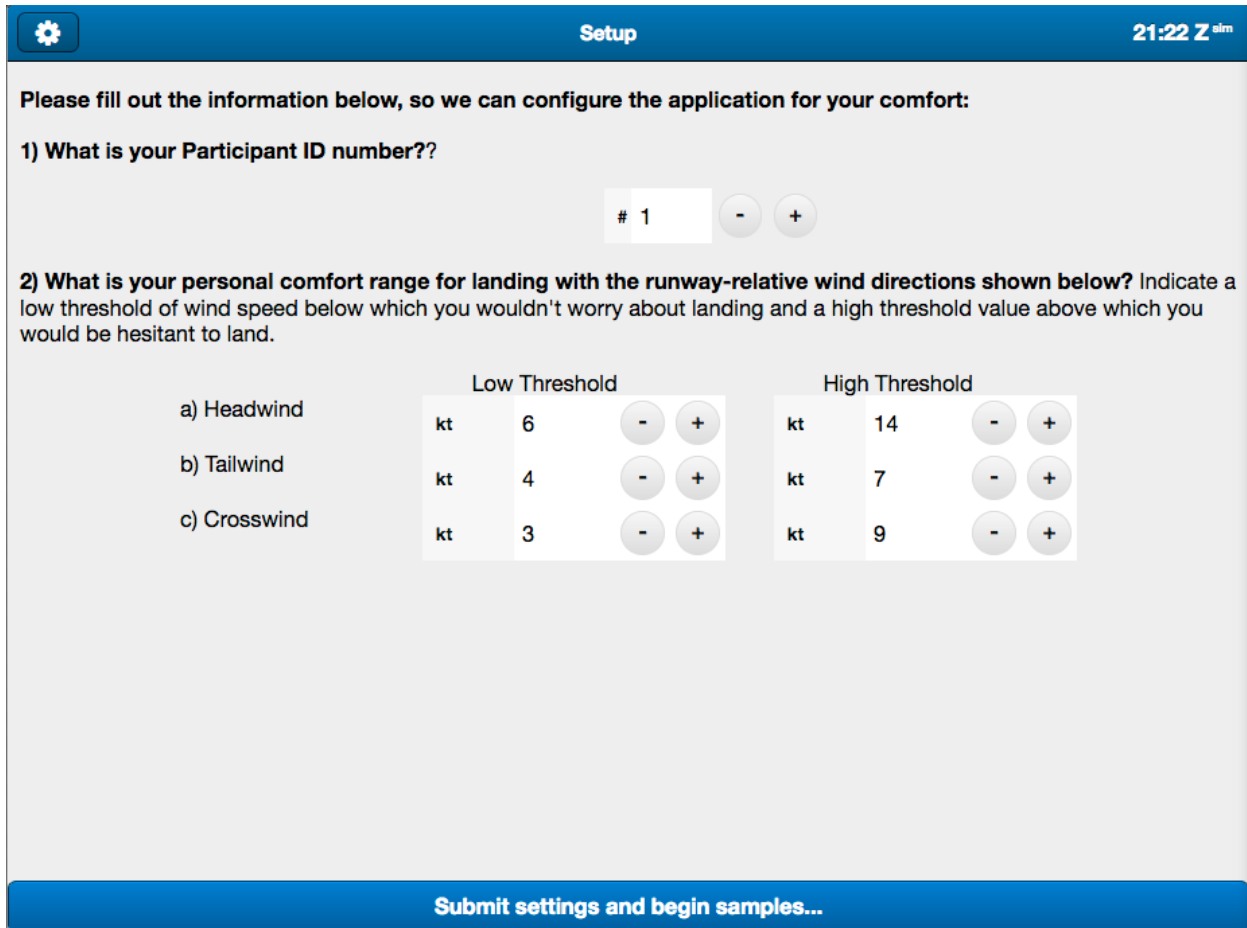 Setup
21:22 Z sim
Please fill out the information below, so we can configure the application for your comfort:
1) What is your Participant ID number??
# 1 - +
2) What is your personal comfort range for landing with the runway-relative wind directions shown below? Indicate a
low threshold of wind speed below which you wouldn't worry about landing and a high threshold value above which you
would be hesitant to land.
Low Threshold High Threshold
a) Headwind kt 6 - + kt 14 - +
b) Tailwind kt 4 - + kt 7 - +
c) Crosswind kt 3 - + kt 9 - +
Submit settings and begin samples...